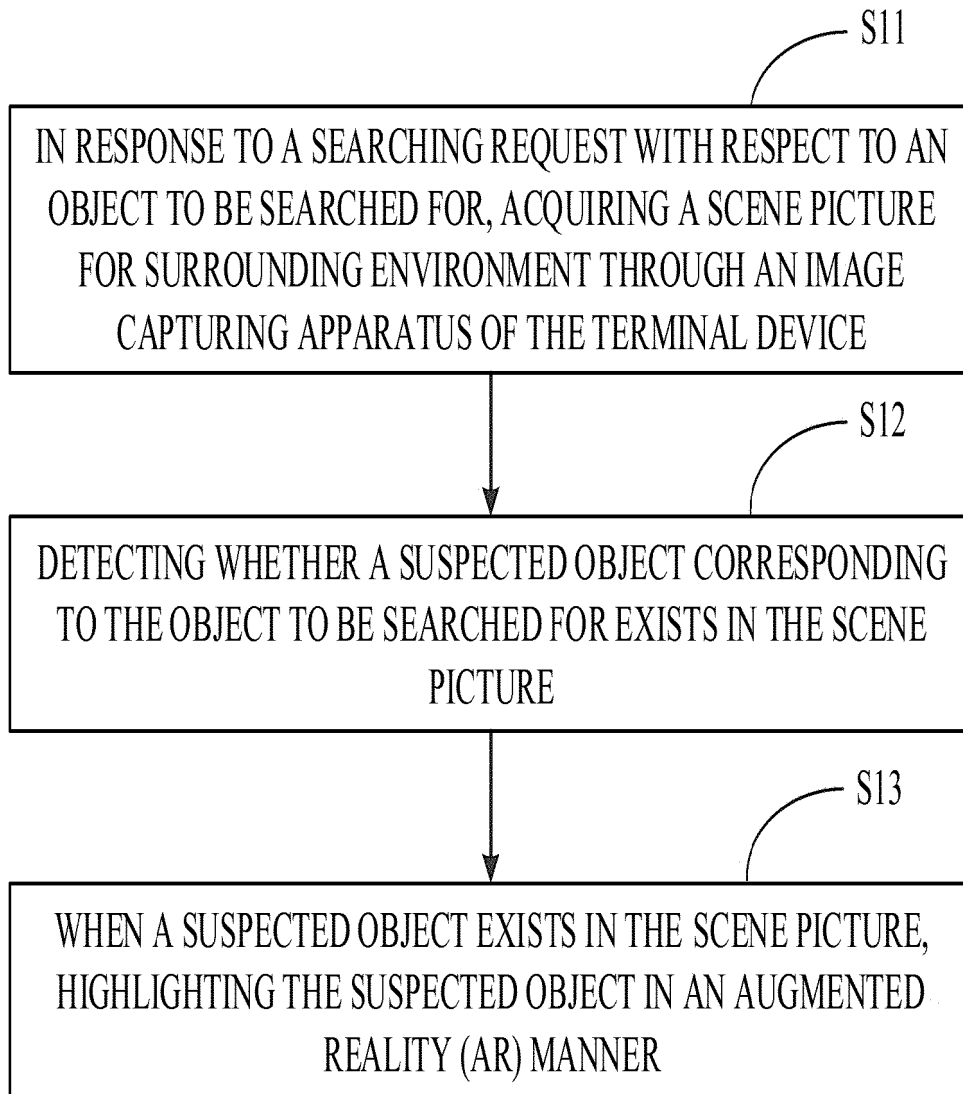 S11
IN RESPONSE TO A SEARCHING REQUEST WITH RESPECT TO AN
OBJECT TO BE SEARCHED FOR, ACQUIRING A SCENE PICTURE
FOR SURROUNDING ENVIRONMENT THROUGH AN IMAGE
CAPTURING APPARATUS OF THE TERMINAL DEVICE
S12
DETECTING WHETHER A SUSPECTED OBJECT CORRESPONDING
TO THE OBJECT TO BE SEARCHED FOR EXISTS IN THE SCENE
PICTURE
S13
WHEN A SUSPECTED OBJECT EXISTS IN THE SCENE PICTURE,
HIGHLIGHTING THE SUSPECTED OBJECT IN AN AUGMENTED
REALITY (AR) MANNER